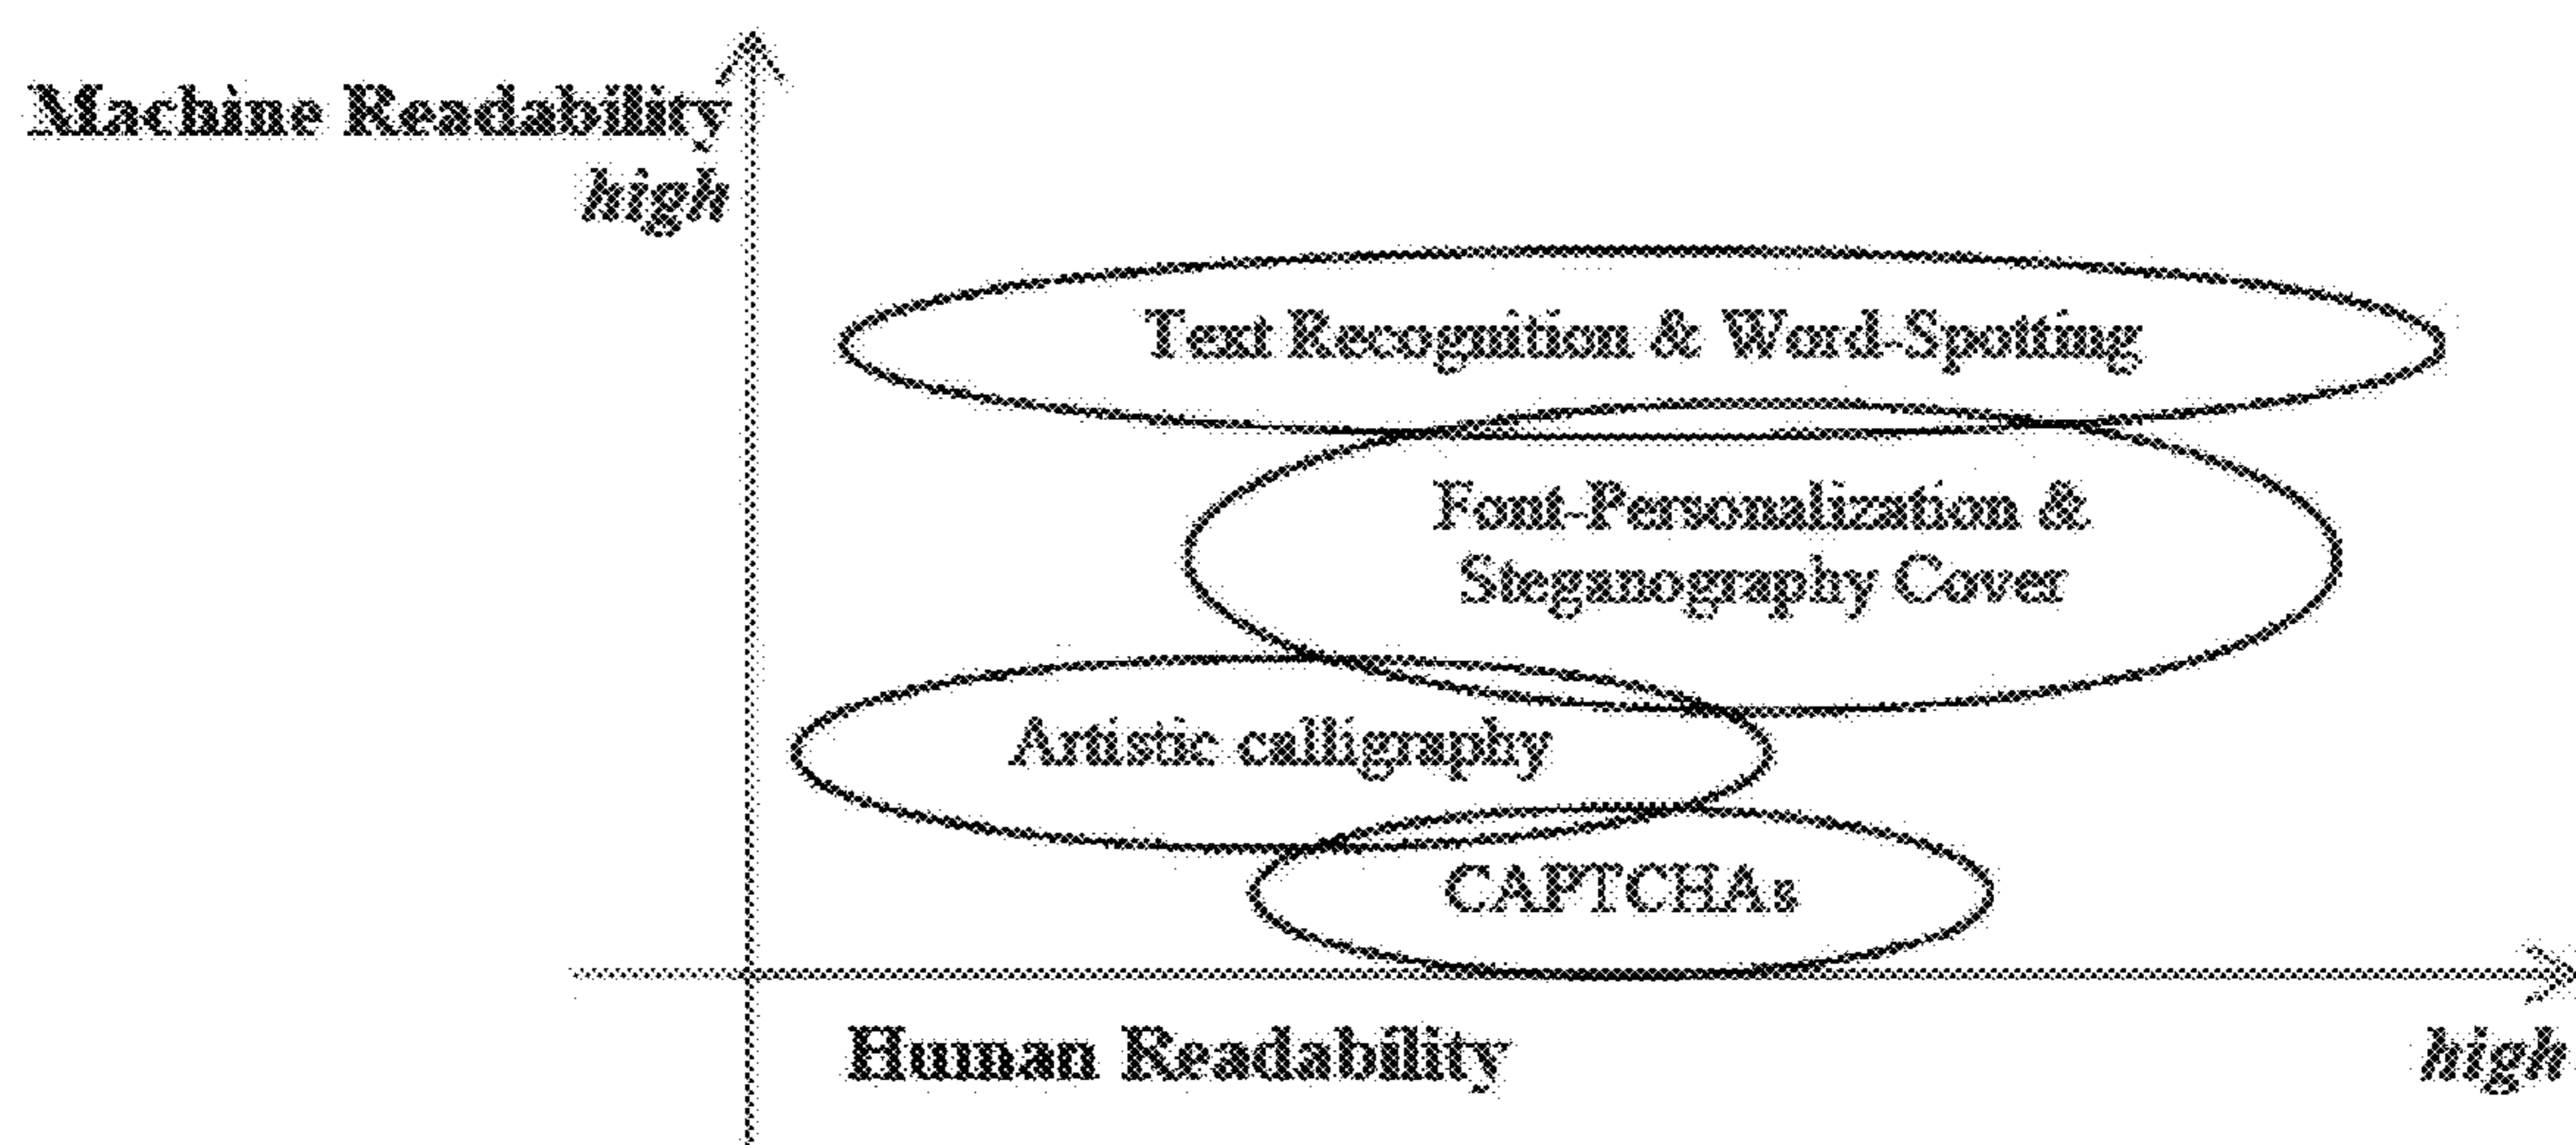 Machine Readability
high
Text Recognition & Word-Spotting
Font-Personalization &
Steganography Cover
Artistic calligraphy
CAPTCHAs
Human Readability
high